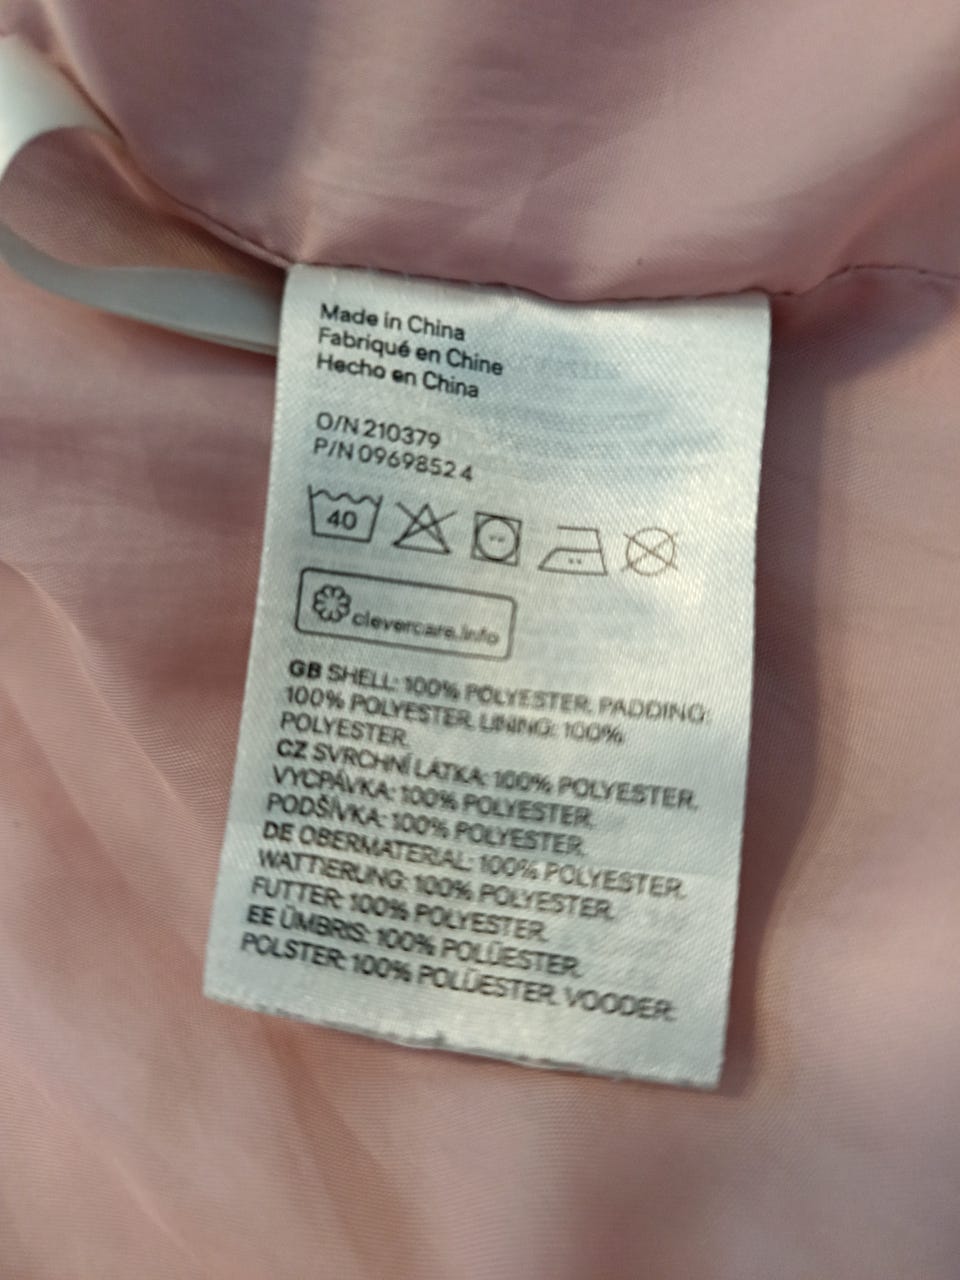 Made in China
Fabriqué en Chine
Hecho en China
O/N 210379
P/N 0969852 4
40
clevercare.info
GB SHELL: 100% POLYESTER. PADDING:
100% POLYESTER. LINING: 100%
POLYESTER.
CZ SVRCHNÍ LÁTKA: 100% POLYESTER.
VYCPÁVKA: 100% POLYESTER.
PODŠÍVKA: 100% POLYESTER.
DE OBERMATERIAL: 100% POLYESTER.
WATTIERUNG: 100% POLYESTER.
FUTTER: 100% POLYESTER.
EE ÜMBRIS: 100% POLÜESTER.
POLSTER: 100% POLÜESTER. VOODER: